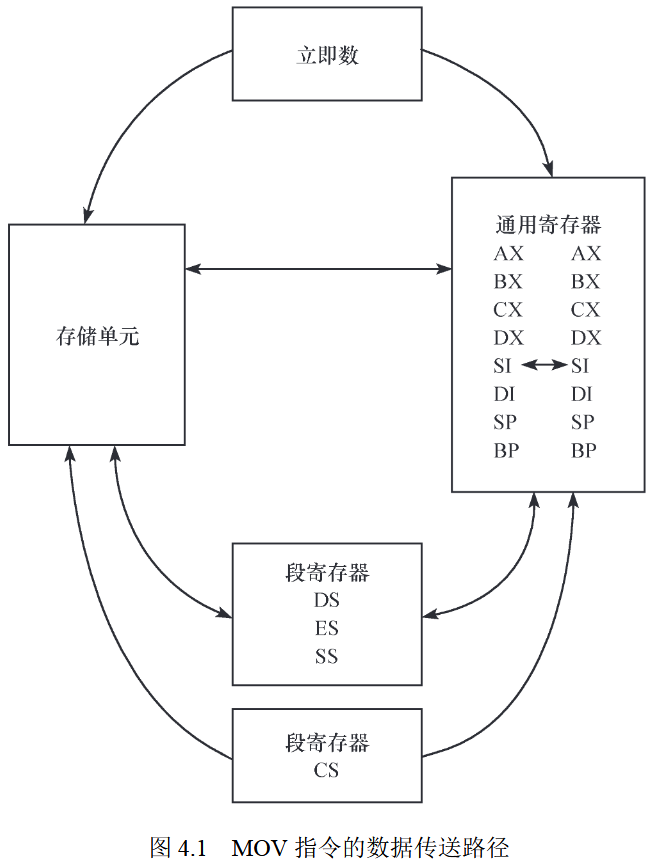 立即数
通用寄存器
AX AX
BX BX
CX CX
DX DX
SI SI
DI DI
SP SP
BP BP
存储单元
段寄存器
DS
ES
SS
段寄存器
CS
图 4.1 MOV 指令的数据传送路径